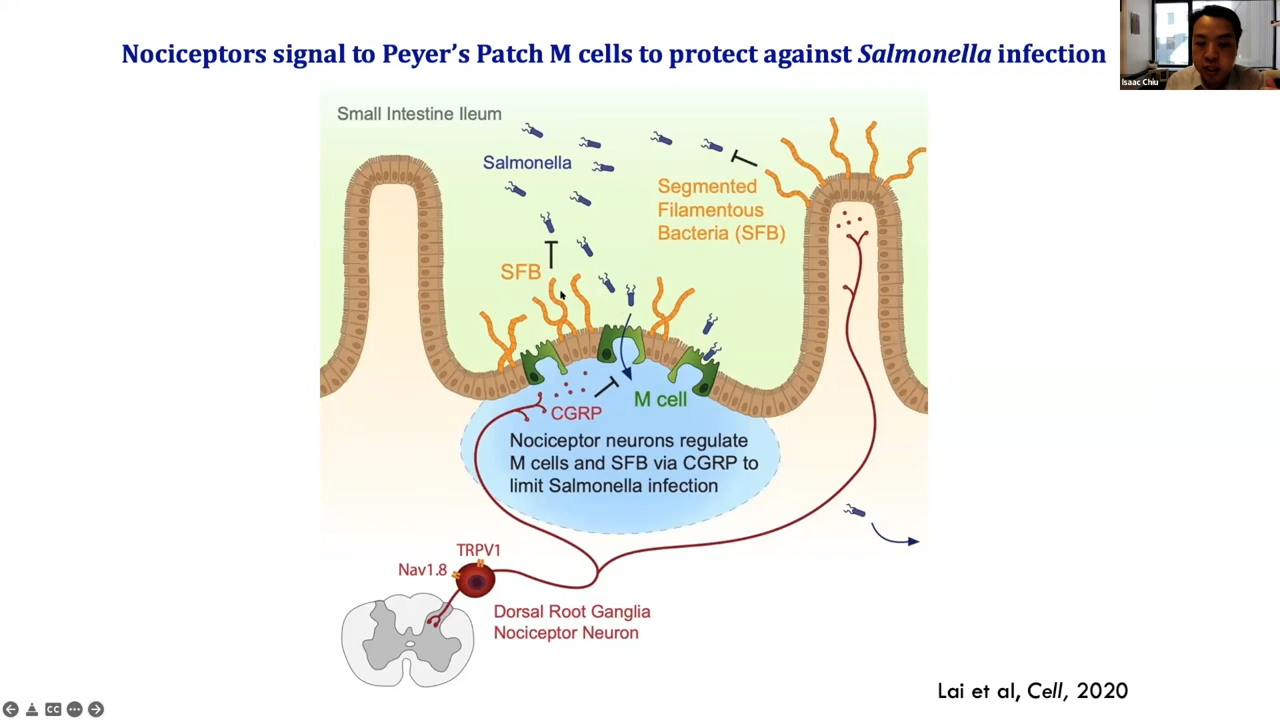 Nociceptors signal to Peyer's Patch M cells to protect against Salmonella infection
Isaac Chiu
Small Intestine Ileum
Salmonella
Segmented
Filamentous
Bacteria (SFB)
SFB
CGRP
M cell
Nociceptor neurons regulate
M cells and SFB via CGRP to
limit Salmonella infection
TRPV1
Nav1.8
Dorsal Root Ganglia
Nociceptor Neuron
Lai et al, Cell, 2020
CC